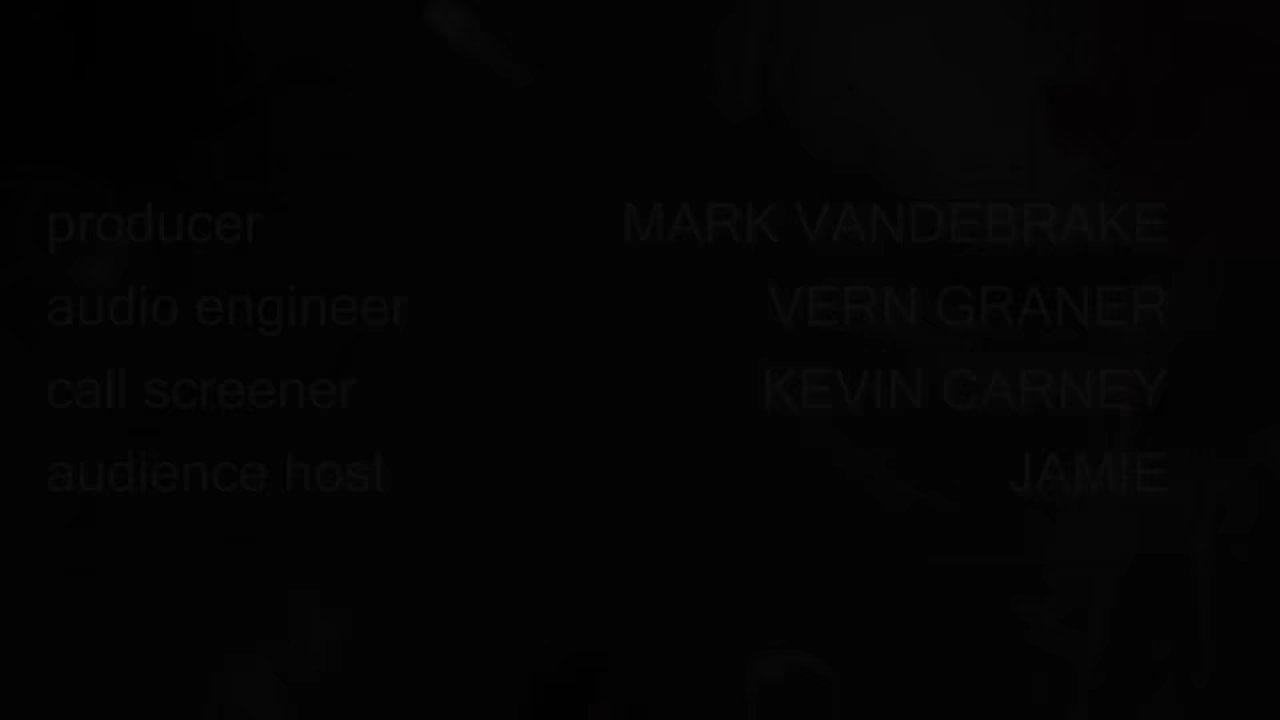 producer MARK VANDEBRAKE
audio engineer VERN GRANER
call screener KEVIN CARNEY
audience host JAMIE